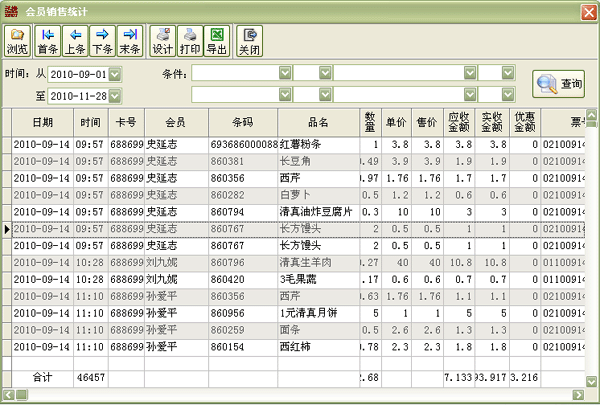 会员销售统计
浏览 首条 上条 下条 末条 设计 打印 导出 关闭
时间: 从 2010-09-01 条件:
至 2010-11-28 查询
日期 时间 卡号 会员 条码 品名 数量 单价 售价 应收金额 实收金额 优惠金额 票
2010-09-14 09:57 688699 史延志 693686000088 红薯粉条 1 3.8 3.8 3.8 3.8 0 02100914
2010-09-14 09:57 688699 史延志 860381 长豆角 0.49 3.9 3.9 1.9 1.9 0 02100914
2010-09-14 09:57 688699 史延志 860356 西芹 0.97 1.76 1.76 1.7 1.7 0 02100914
2010-09-14 09:57 688699 史延志 860282 白萝卜 0.5 1.2 1.2 0.6 0.6 0 02100914
2010-09-14 09:57 688699 史延志 860794 清真油炸豆腐片 0.3 10 10 3 3 0 02100914
2010-09-14 09:57 688699 史延志 860767 长方馒头 2 0.5 0.5 1 1 0 02100914
2010-09-14 09:57 688699 史延志 860767 长方馒头 2 0.5 0.5 1 1 0 02100914
2010-09-14 10:28 688699 刘九妮 860796 清真生羊肉 0.27 40 40 10.8 10.8 0 01100914
2010-09-14 10:28 688699 刘九妮 860420 3毛果蔬 .17 0.6 0.6 0.7 0.7 0 01100914
2010-09-14 11:10 688699 孙爱平 860356 西芹 0.63 1.76 1.76 1.1 1.1 0 02100914
2010-09-14 11:10 688699 孙爱平 860956 1元清真月饼 5 1 1 5 5 0 02100914
2010-09-14 11:10 688699 孙爱平 860259 面条 0.5 2.6 2.6 1.3 1.3 0 02100914
2010-09-14 11:10 688699 孙爱平 860154 西红柿 0.78 2.3 2.3 1.8 1.8 0 02100914
合计 46457 2.68 7.133 93.917 3.216